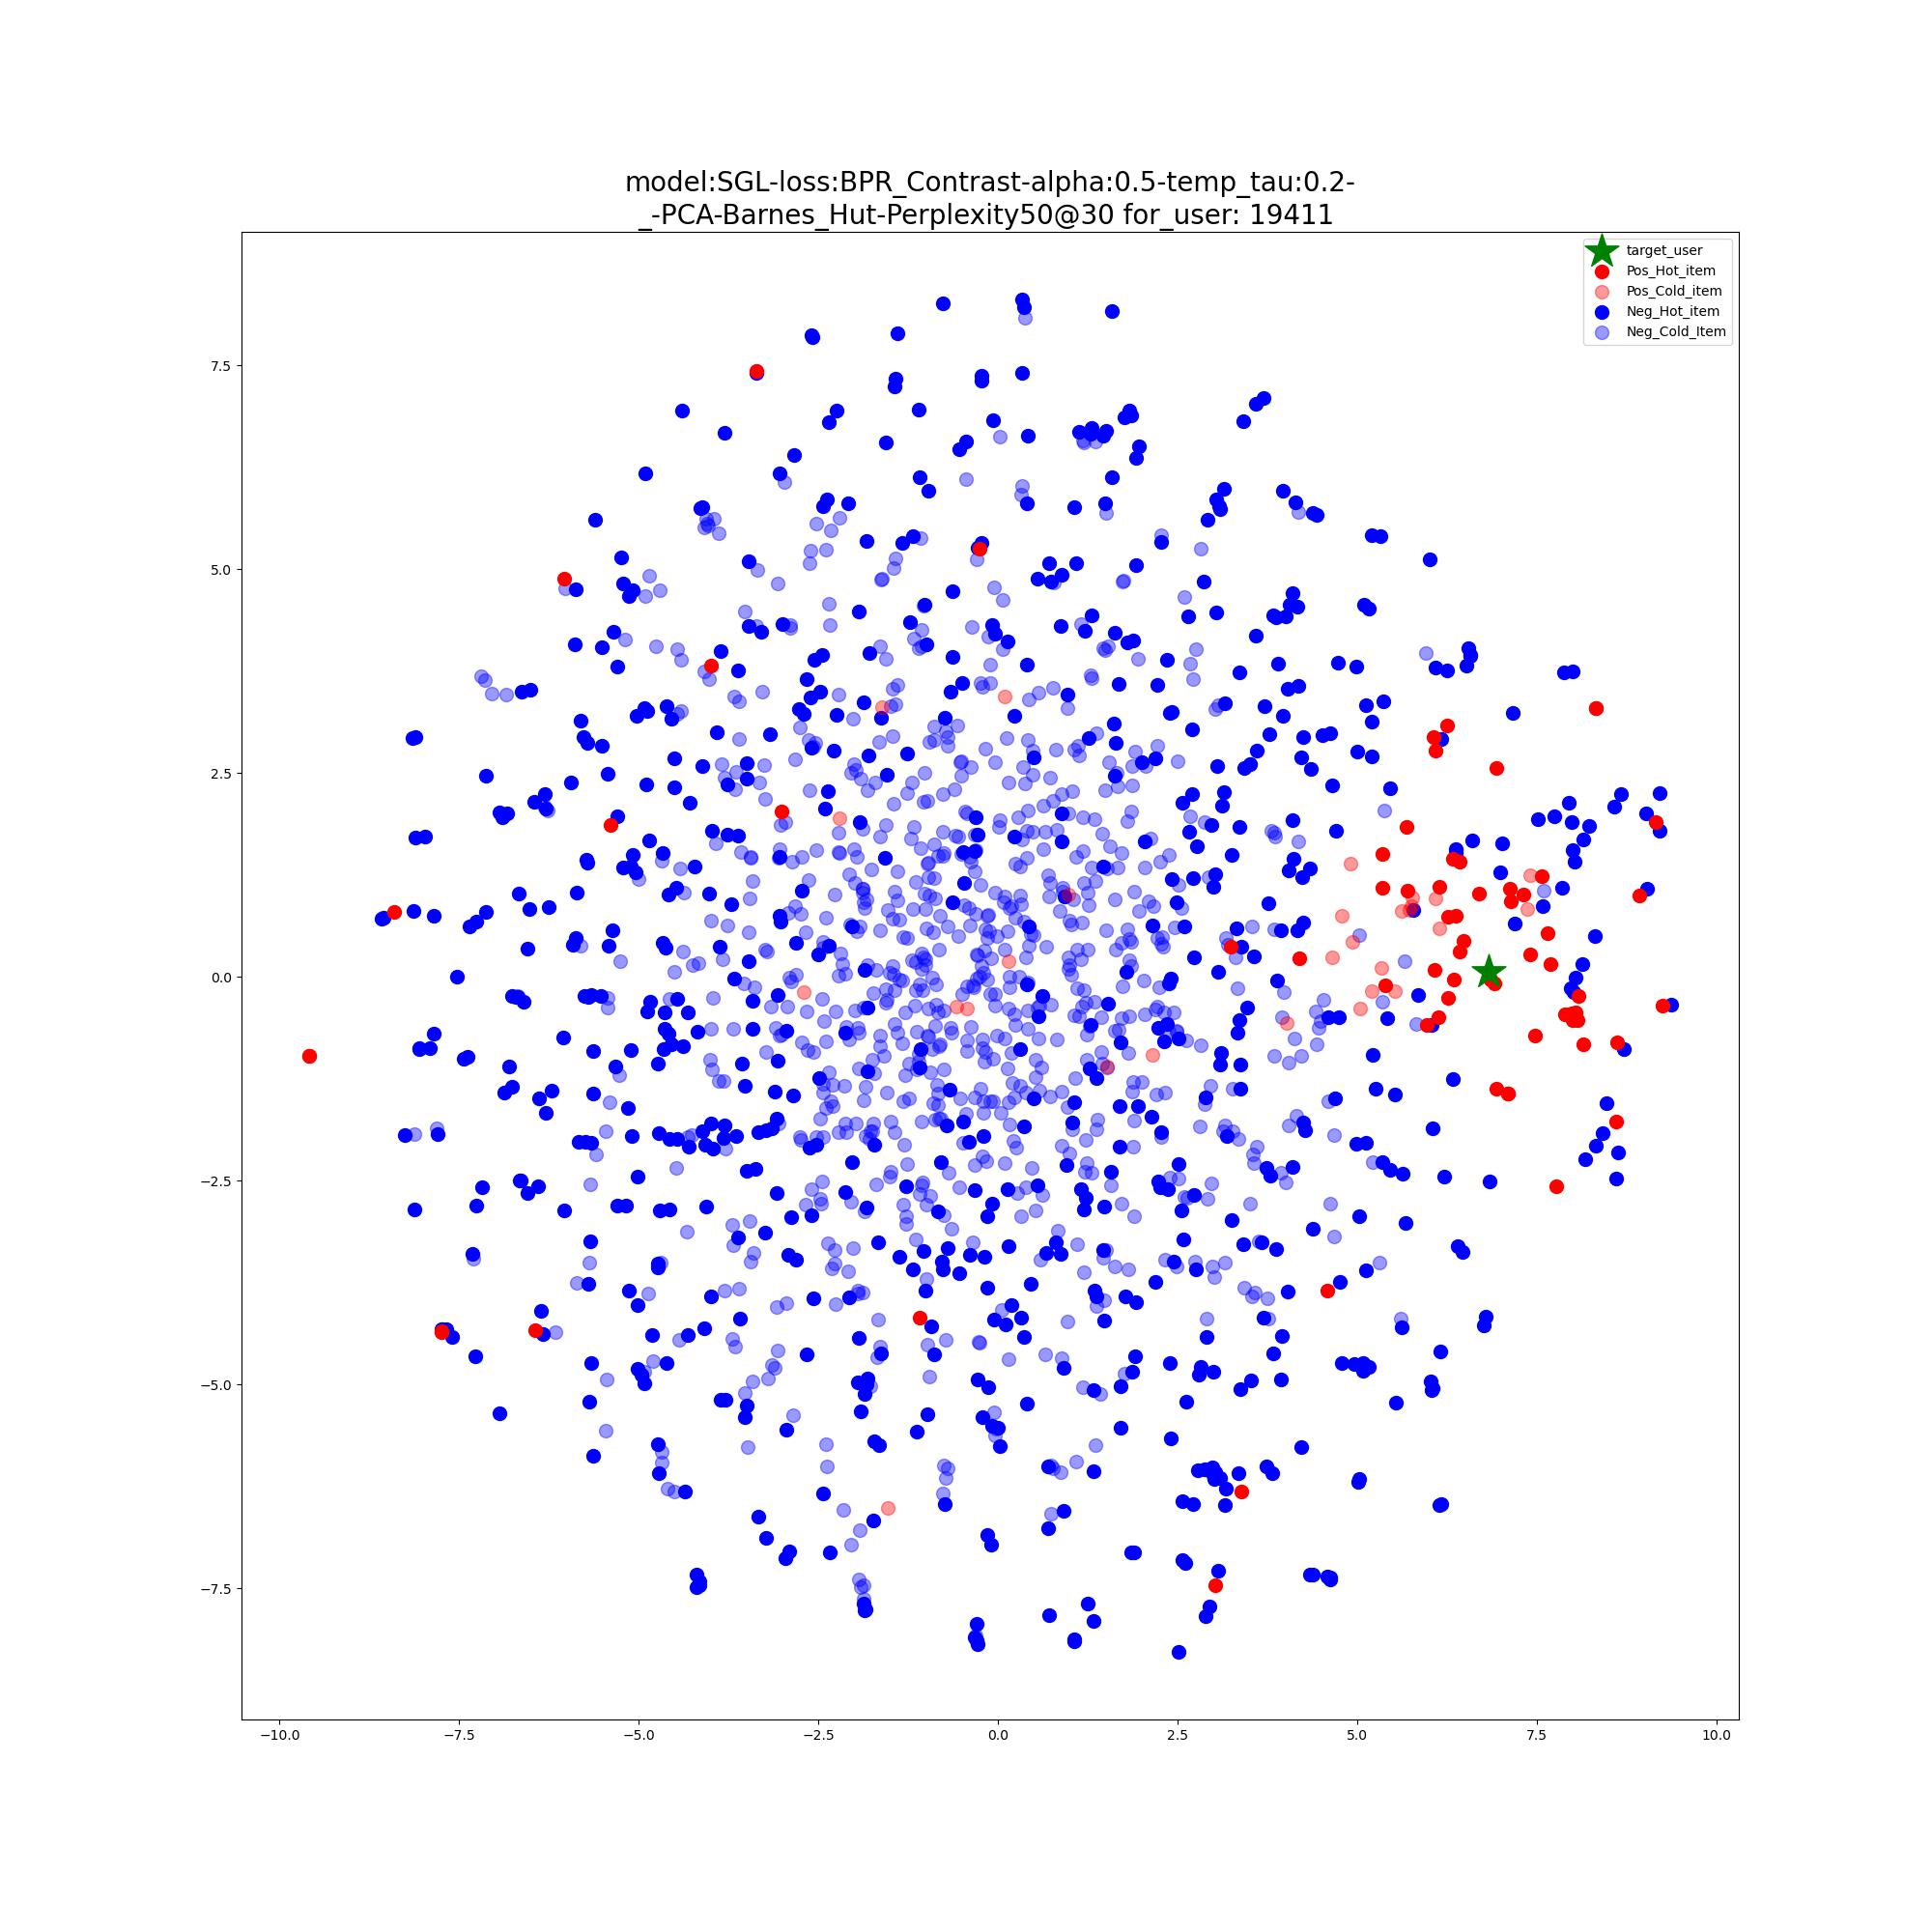 model:SGL-loss:BPR_Contrast-alpha:0.5-temp_tau:0.2-
_-PCA-Barnes_Hut-Perplexity50@30 for_user: 19411
target_user
Pos_Hot_item
Pos_Cold_item
Neg_Hot_item
Neg_Cold_Item
7.5
5.0
2.5
0.0
−2.5
−5.0
−7.5
−10.0 −7.5 −5.0 −2.5 0.0 2.5 5.0 7.5 10.0